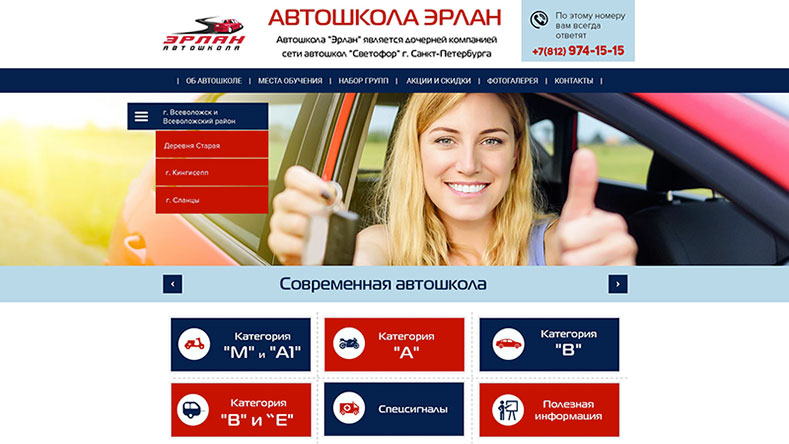 ЭРЛАН
АВТОШКОЛА
АВТОШКОЛА ЭРЛАН
Автошкола "Эрлан" является дочерней компанией
сети автошкол "Светофор" г. Санкт-Петербурга
По этому номеру
вам всегда
ответят
+7(812) 974-15-15
| ОБ АВТОШКОЛЕ | МЕСТА ОБУЧЕНИЯ | НАБОР ГРУПП | АКЦИИ И СКИДКИ | ФОТОГАЛЕРЕЯ | КОНТАКТЫ |
г. Всеволожск и
Всеволожский район
Деревня Старая
г. Кингисепп
г. Сланцы
Современная автошкола
Категория
"М" и "А1"
Категория
"А"
Категория
"В"
Категория
"В" и "Е"
Спецсигналы
Полезная
информация